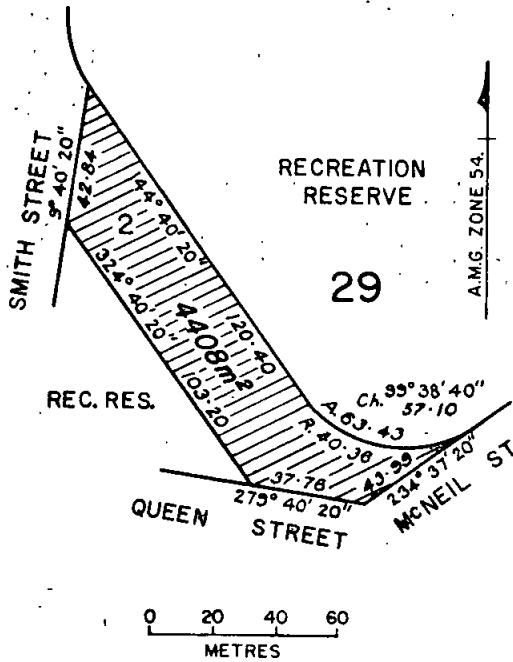 SMITH STREET
9° 40' 20"
42·84
2
44° 40' 20"
120·40
324° 40' 20"
103·20
4408m²
RECREATION
RESERVE
29
A.M.G. ZONE 54.
REC. RES.
Ch. 99° 38' 40"
57·10
A. 63·43
R. 40·36
37·76
279° 40' 20"
43·99
234° 37' 20"
QUEEN STREET
McNEIL ST
0 20 40 60
METRES